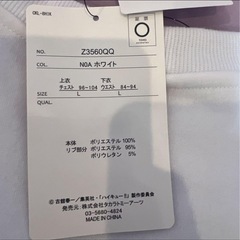 ORL-BIOX
NO. Z3560QQ
COL. N0A ホワイト
上衣 下衣
チェスト 96-104 ウエスト 84-94
SIZE
L L
本体 ポリエステル 100%
リブ部分 ポリエステル 95%
ポリウレタン 5%
© 古舘春一/集英社・「ハイキュー!!」製作委員会
発売元:株式会社タカラトミーアーツ
03-5680-4824
MADE IN CHINA